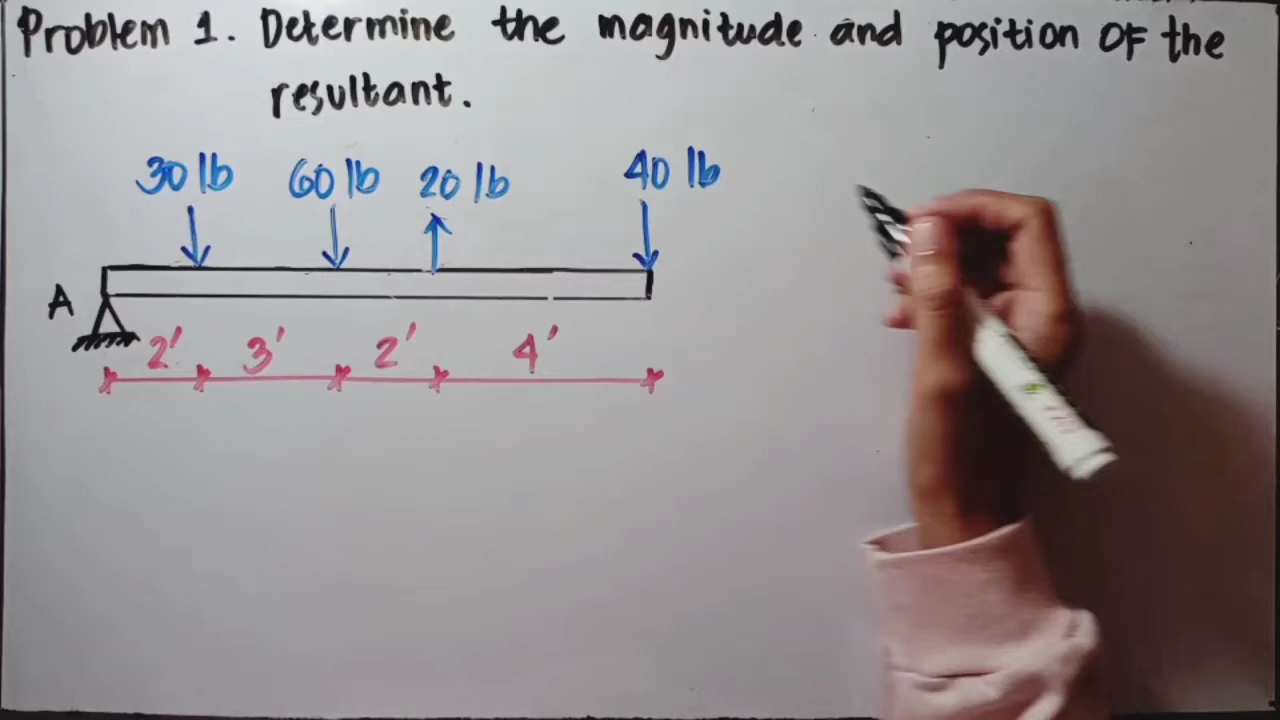 Problem 1. Determine the magnitude and position OF the
resultant.
30 lb 60 lb 20 lb 40 lb
A
2' 3' 2' 4'